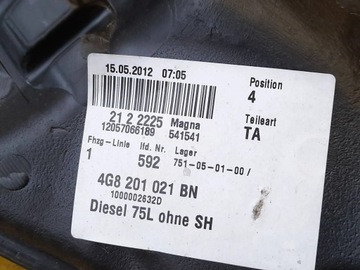 15.05.2012 07:05
Position
4
21 2 2225 Magna
12057066189 541541
Teileart
TA
Fhzg-Linie lfd. Nr. Lager
1 592 751-05-01-00/
4G8 201 021 BN
1000002632D
Diesel 75L ohne SH